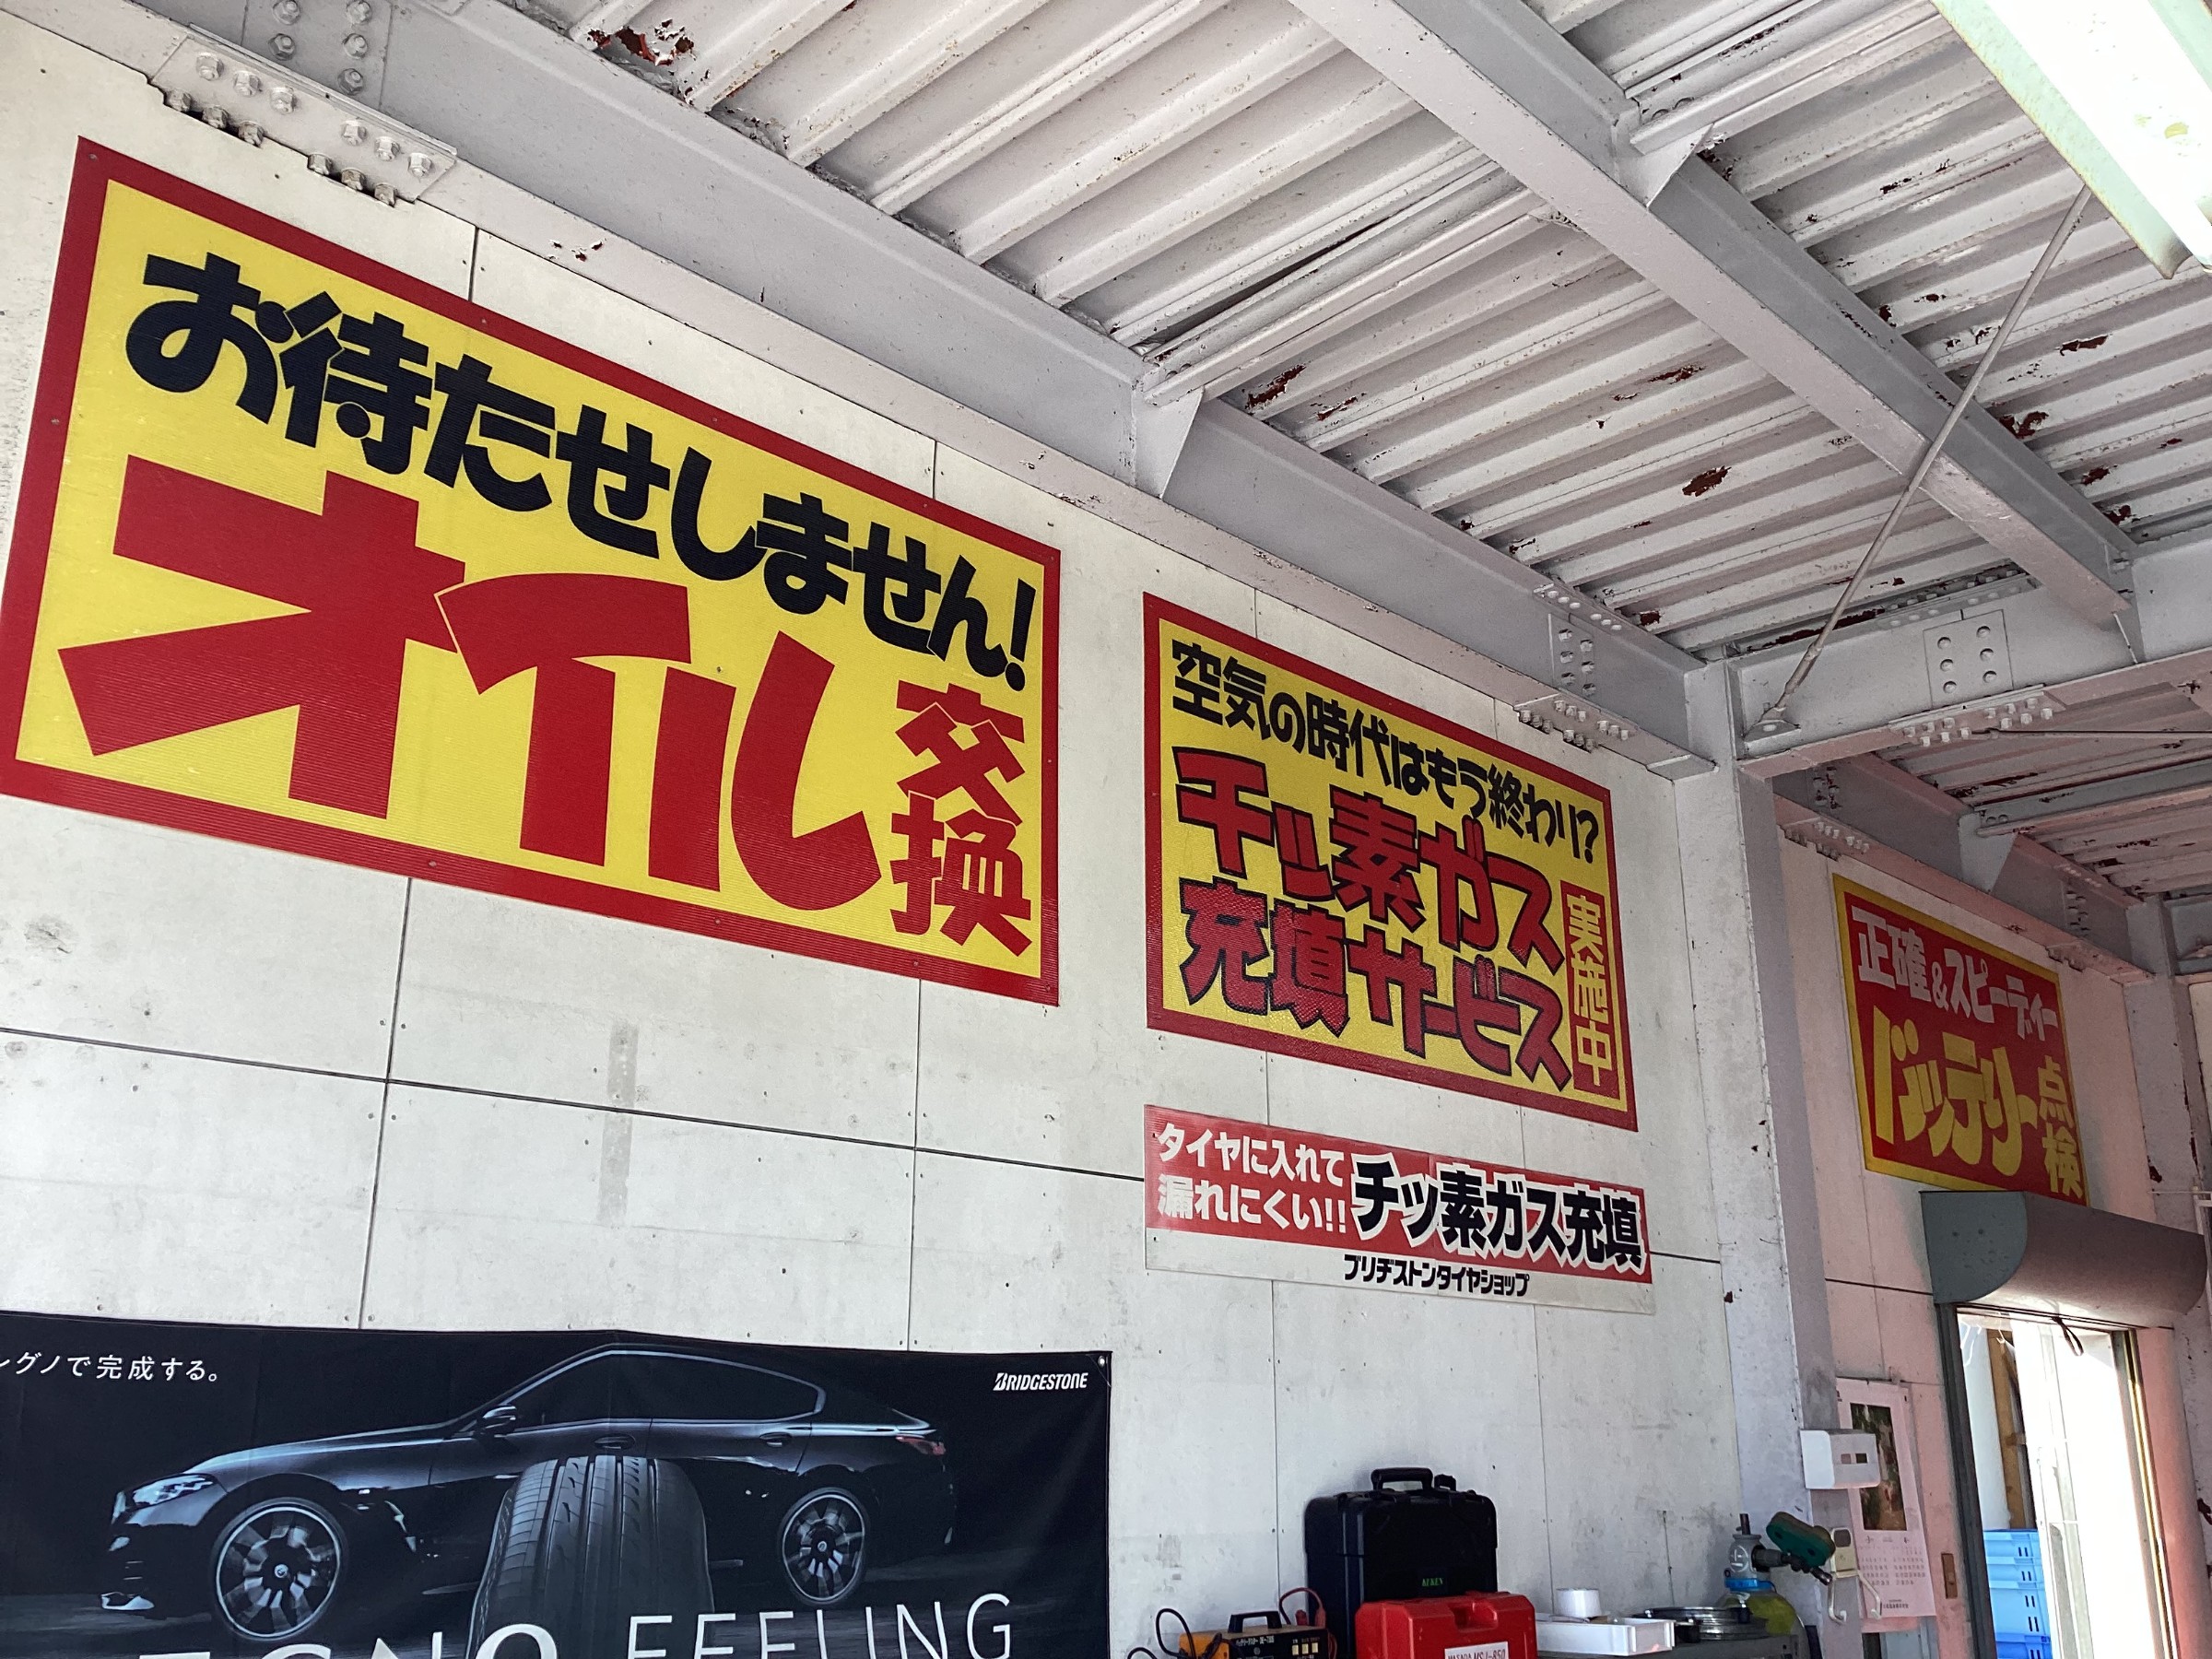 お待たせしません!
オイル交換
空気の時代はもう終わり?
チッ素ガス
充填サービス
実施中
タイヤに入れて
漏れにくい!!
チッ素ガス充填
ブリヂストンタイヤショップ
正確&スピーディー
バッテリー点検
グノで完成する。
BRIDGESTONE
EGNO FEELING